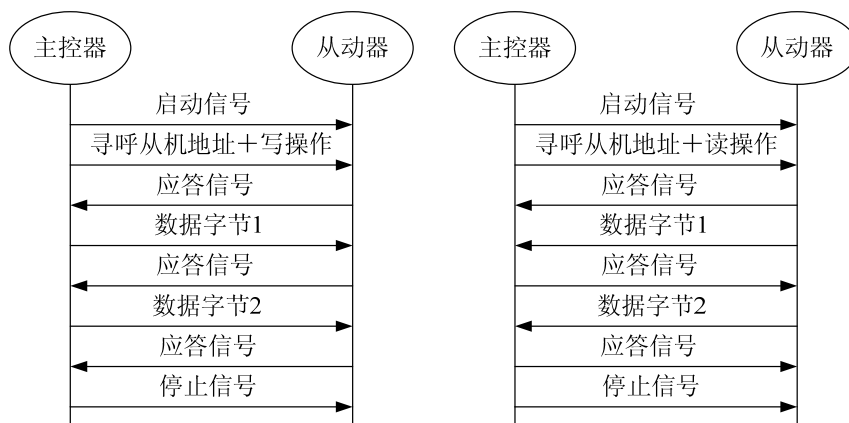 主控器
从动器
启动信号
寻呼从机地址＋写操作
应答信号
数据字节1
应答信号
数据字节2
应答信号
停止信号
主控器
从动器
启动信号
寻呼从机地址＋读操作
应答信号
数据字节1
应答信号
数据字节2
应答信号
停止信号